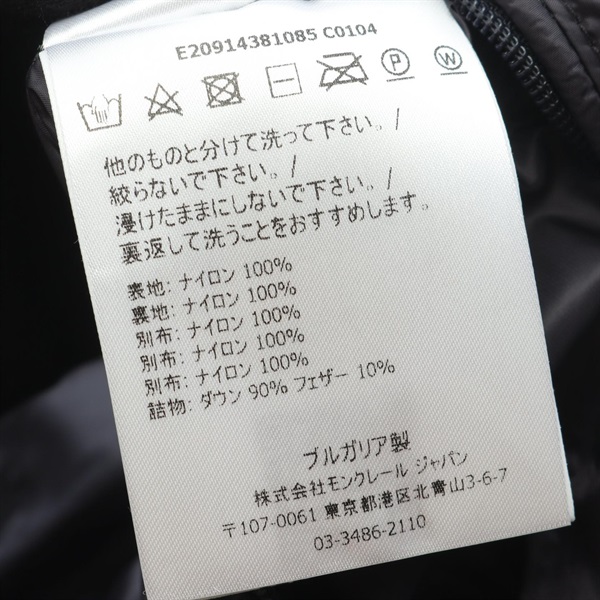 E20914381085 C0104
P W
他のものと分けて洗って下さい。/
絞らないで下さい。/
浸けたままにしないで下さい。/
裏返して洗うことをおすすめします。
表地: ナイロン 100%
裏地: ナイロン 100%
別布: ナイロン 100%
別布: ナイロン 100%
別布: ナイロン 100%
詰物: ダウン 90% フェザー 10%
ブルガリア製
株式会社モンクレール ジャパン
〒107-0061 東京都港区北青山3-6-7
03-3486-2110